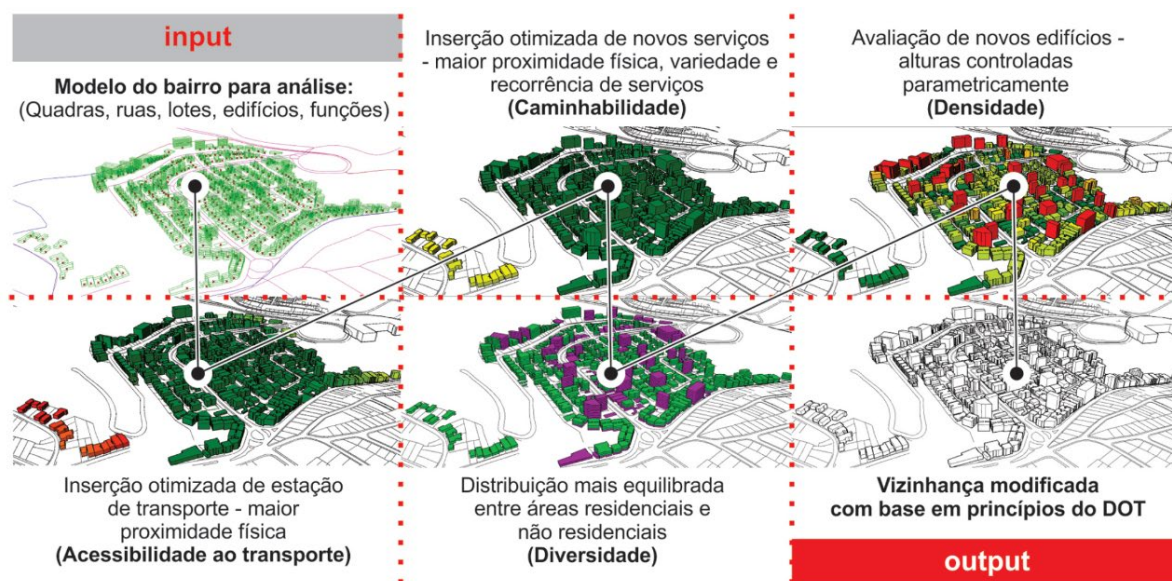 input
Modelo do bairro para análise:
(Quadras, ruas, lotes, edifícios, funções)
Inserção otimizada de estação
de transporte - maior
proximidade física
(Acessibilidade ao transporte)
Inserção otimizada de novos serviços
- maior proximidade física, variedade e
recorrência de serviços
(Caminhabilidade)
Distribuição mais equilibrada
entre áreas residenciais e
não residenciais
(Diversidade)
Avaliação de novos edifícios -
alturas controladas
parametricamente
(Densidade)
Vizinhança modificada
com base em princípios do DOT
output